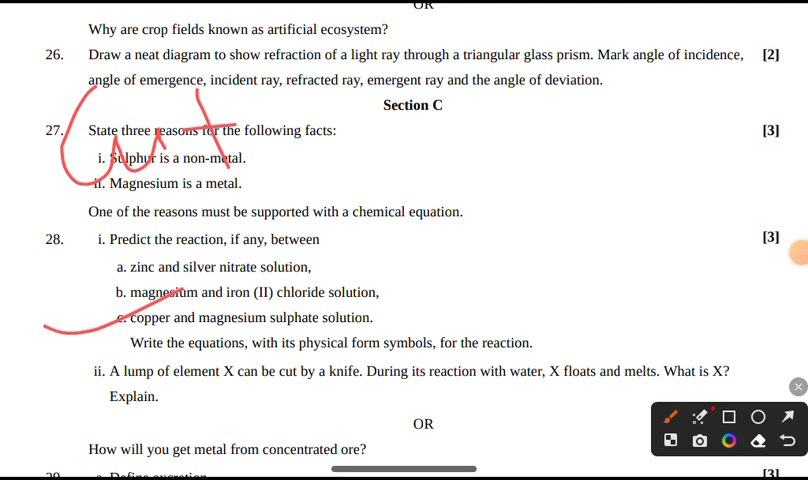 OR
Why are crop fields known as artificial ecosystem?
26. Draw a neat diagram to show refraction of a light ray through a triangular glass prism. Mark angle of incidence, [2]
angle of emergence, incident ray, refracted ray, emergent ray and the angle of deviation.
Section C
27. State three reasons for the following facts: [3]
i. Sulphur is a non-metal.
ii. Magnesium is a metal.
One of the reasons must be supported with a chemical equation.
28. i. Predict the reaction, if any, between [3]
a. zinc and silver nitrate solution,
b. magnesium and iron (II) chloride solution,
c. copper and magnesium sulphate solution.
Write the equations, with its physical form symbols, for the reaction.
ii. A lump of element X can be cut by a knife. During its reaction with water, X floats and melts. What is X?
Explain.
OR
How will you get metal from concentrated ore?
29. a. Define excretion. [3]